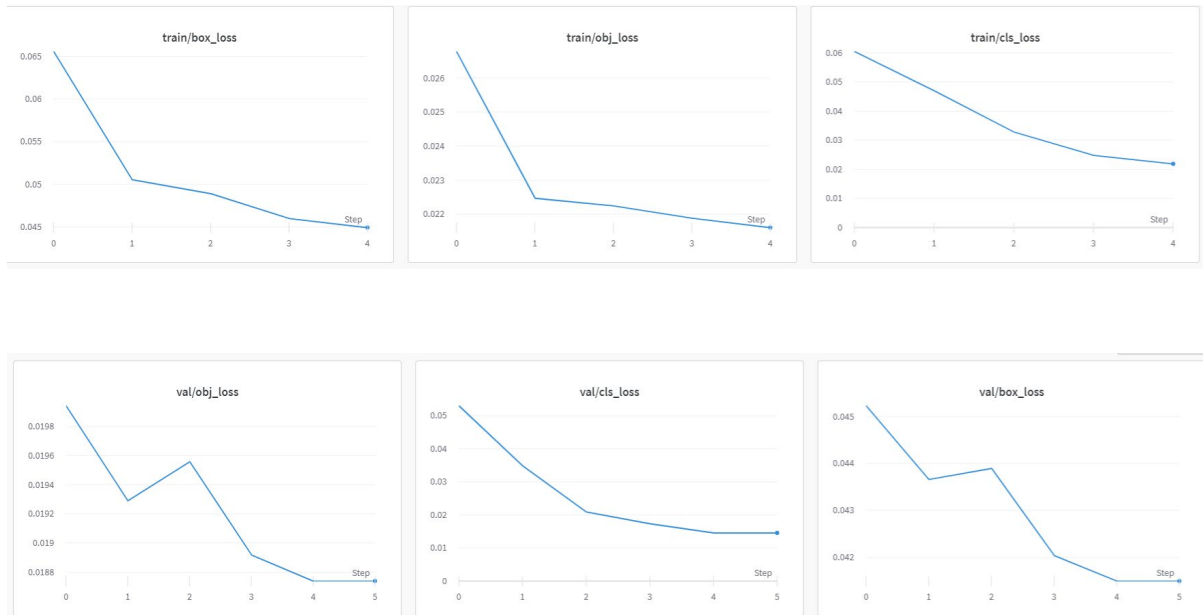 train/box_loss
0.065
0.06
0.055
0.05
0.045
Step
0 1 2 3 4
train/obj_loss
0.026
0.025
0.024
0.023
0.022
Step
0 1 2 3 4
train/cls_loss
0.06
0.05
0.04
0.03
0.02
0.01
0
Step
0 1 2 3 4
val/obj_loss
0.0198
0.0196
0.0194
0.0192
0.019
0.0188
Step
0 1 2 3 4 5
val/cls_loss
0.05
0.04
0.03
0.02
0.01
0
Step
0 1 2 3 4 5
val/box_loss
0.045
0.044
0.043
0.042
Step
0 1 2 3 4 5